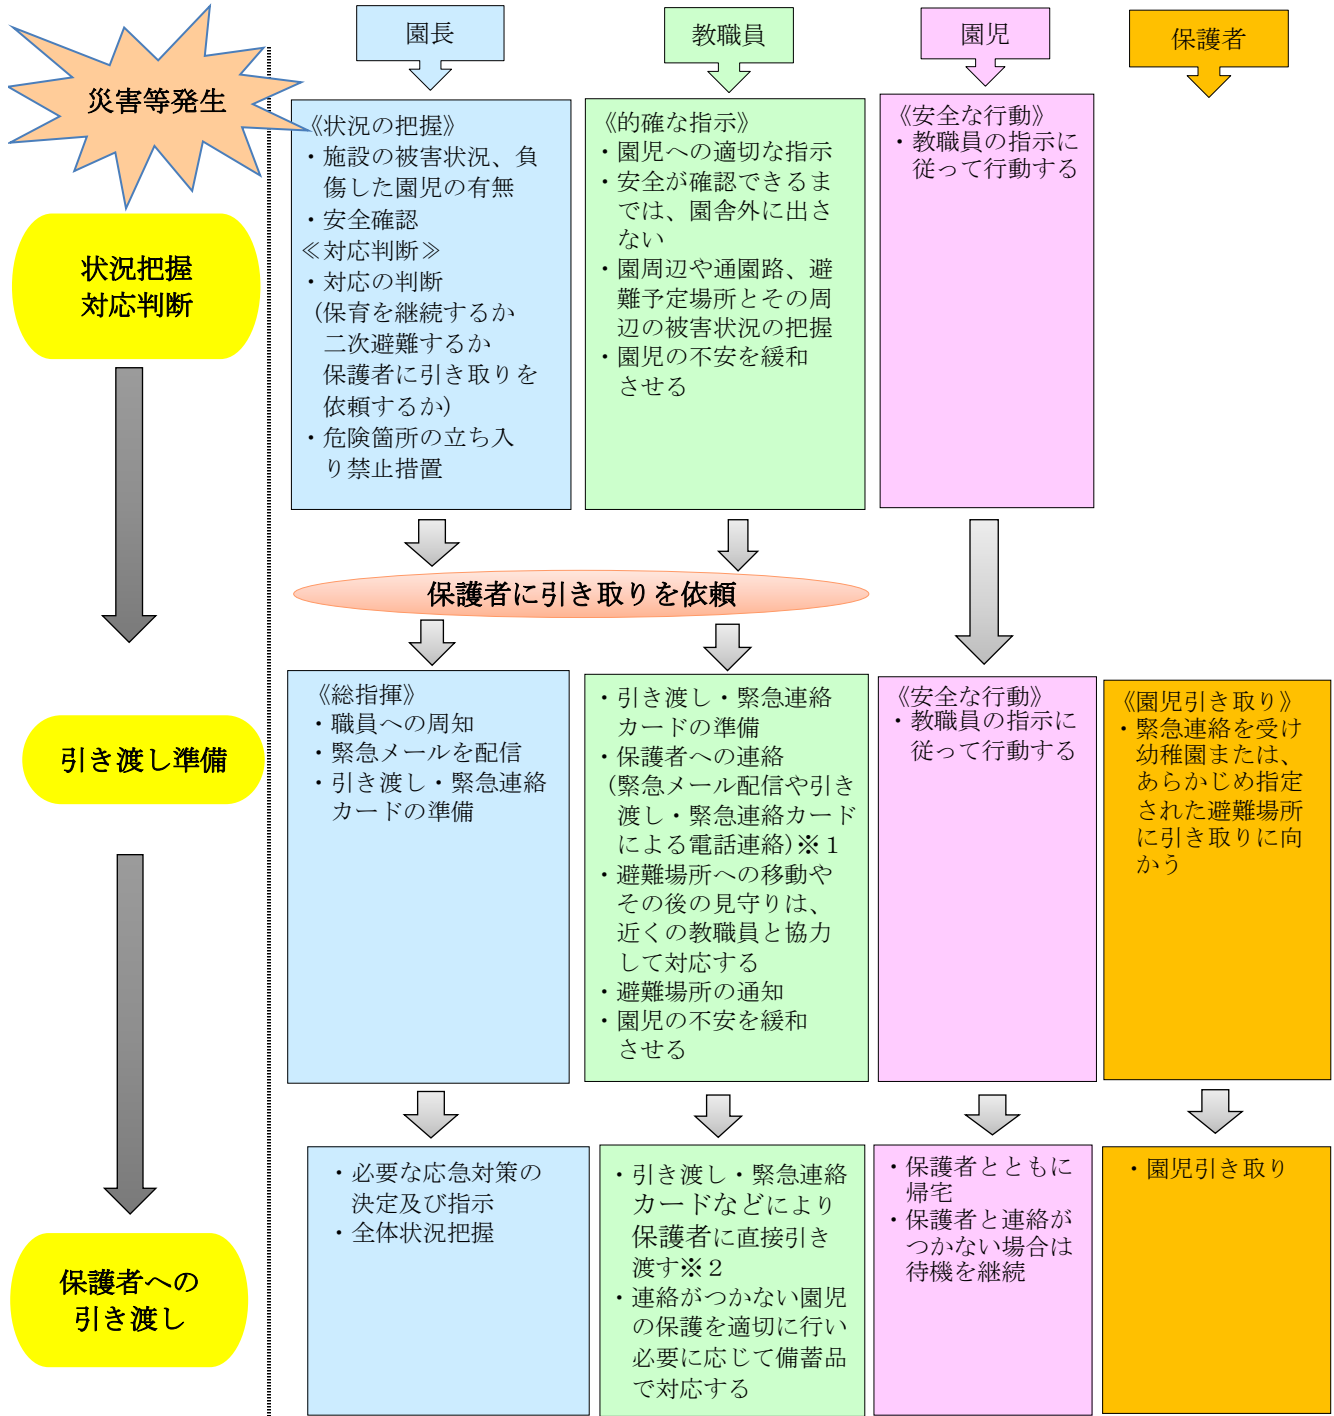 災害等発生
園長
教職員
園児
保護者
状況把握
対応判断
《状況の把握》
・施設の被害状況、負
傷した園児の有無
・安全確認
≪対応判断≫
・対応の判断
(保育を継続するか
二次避難するか
保護者に引き取りを
依頼するか)
・危険箇所の立ち入
り禁止措置
《的確な指示》
・園児への適切な指示
・安全が確認できるま
では、園舎外に出さ
ない
・園周辺や通園路、避
難予定場所とその周
辺の被害状況の把握
・園児の不安を緩和
させる
《安全な行動》
・教職員の指示に
従って行動する
保護者に引き取りを依頼
引き渡し準備
《総指揮》
・職員への周知
・緊急メールを配信
・引き渡し・緊急連絡
カードの準備
・引き渡し・緊急連絡
カードの準備
・保護者への連絡
(緊急メール配信や引き
渡し・緊急連絡カード
による電話連絡)※1
・避難場所への移動や
その後の見守りは、
近くの教職員と協力
して対応する
・避難場所の通知
・園児の不安を緩和
させる
《安全な行動》
・教職員の指示に
従って行動する
《園児引き取り》
・緊急連絡を受け
幼稚園または、
あらかじめ指定
された避難場所
に引き取りに向
かう
保護者への
引き渡し
・必要な応急対策の
決定及び指示
・全体状況把握
・引き渡し・緊急連絡
カードなどにより
保護者に直接引き
渡す※2
・連絡がつかない園児
の保護を適切に行い
必要に応じて備蓄品
で対応する
・保護者とともに
帰宅
・保護者と連絡が
つかない場合は
待機を継続
・園児引き取り